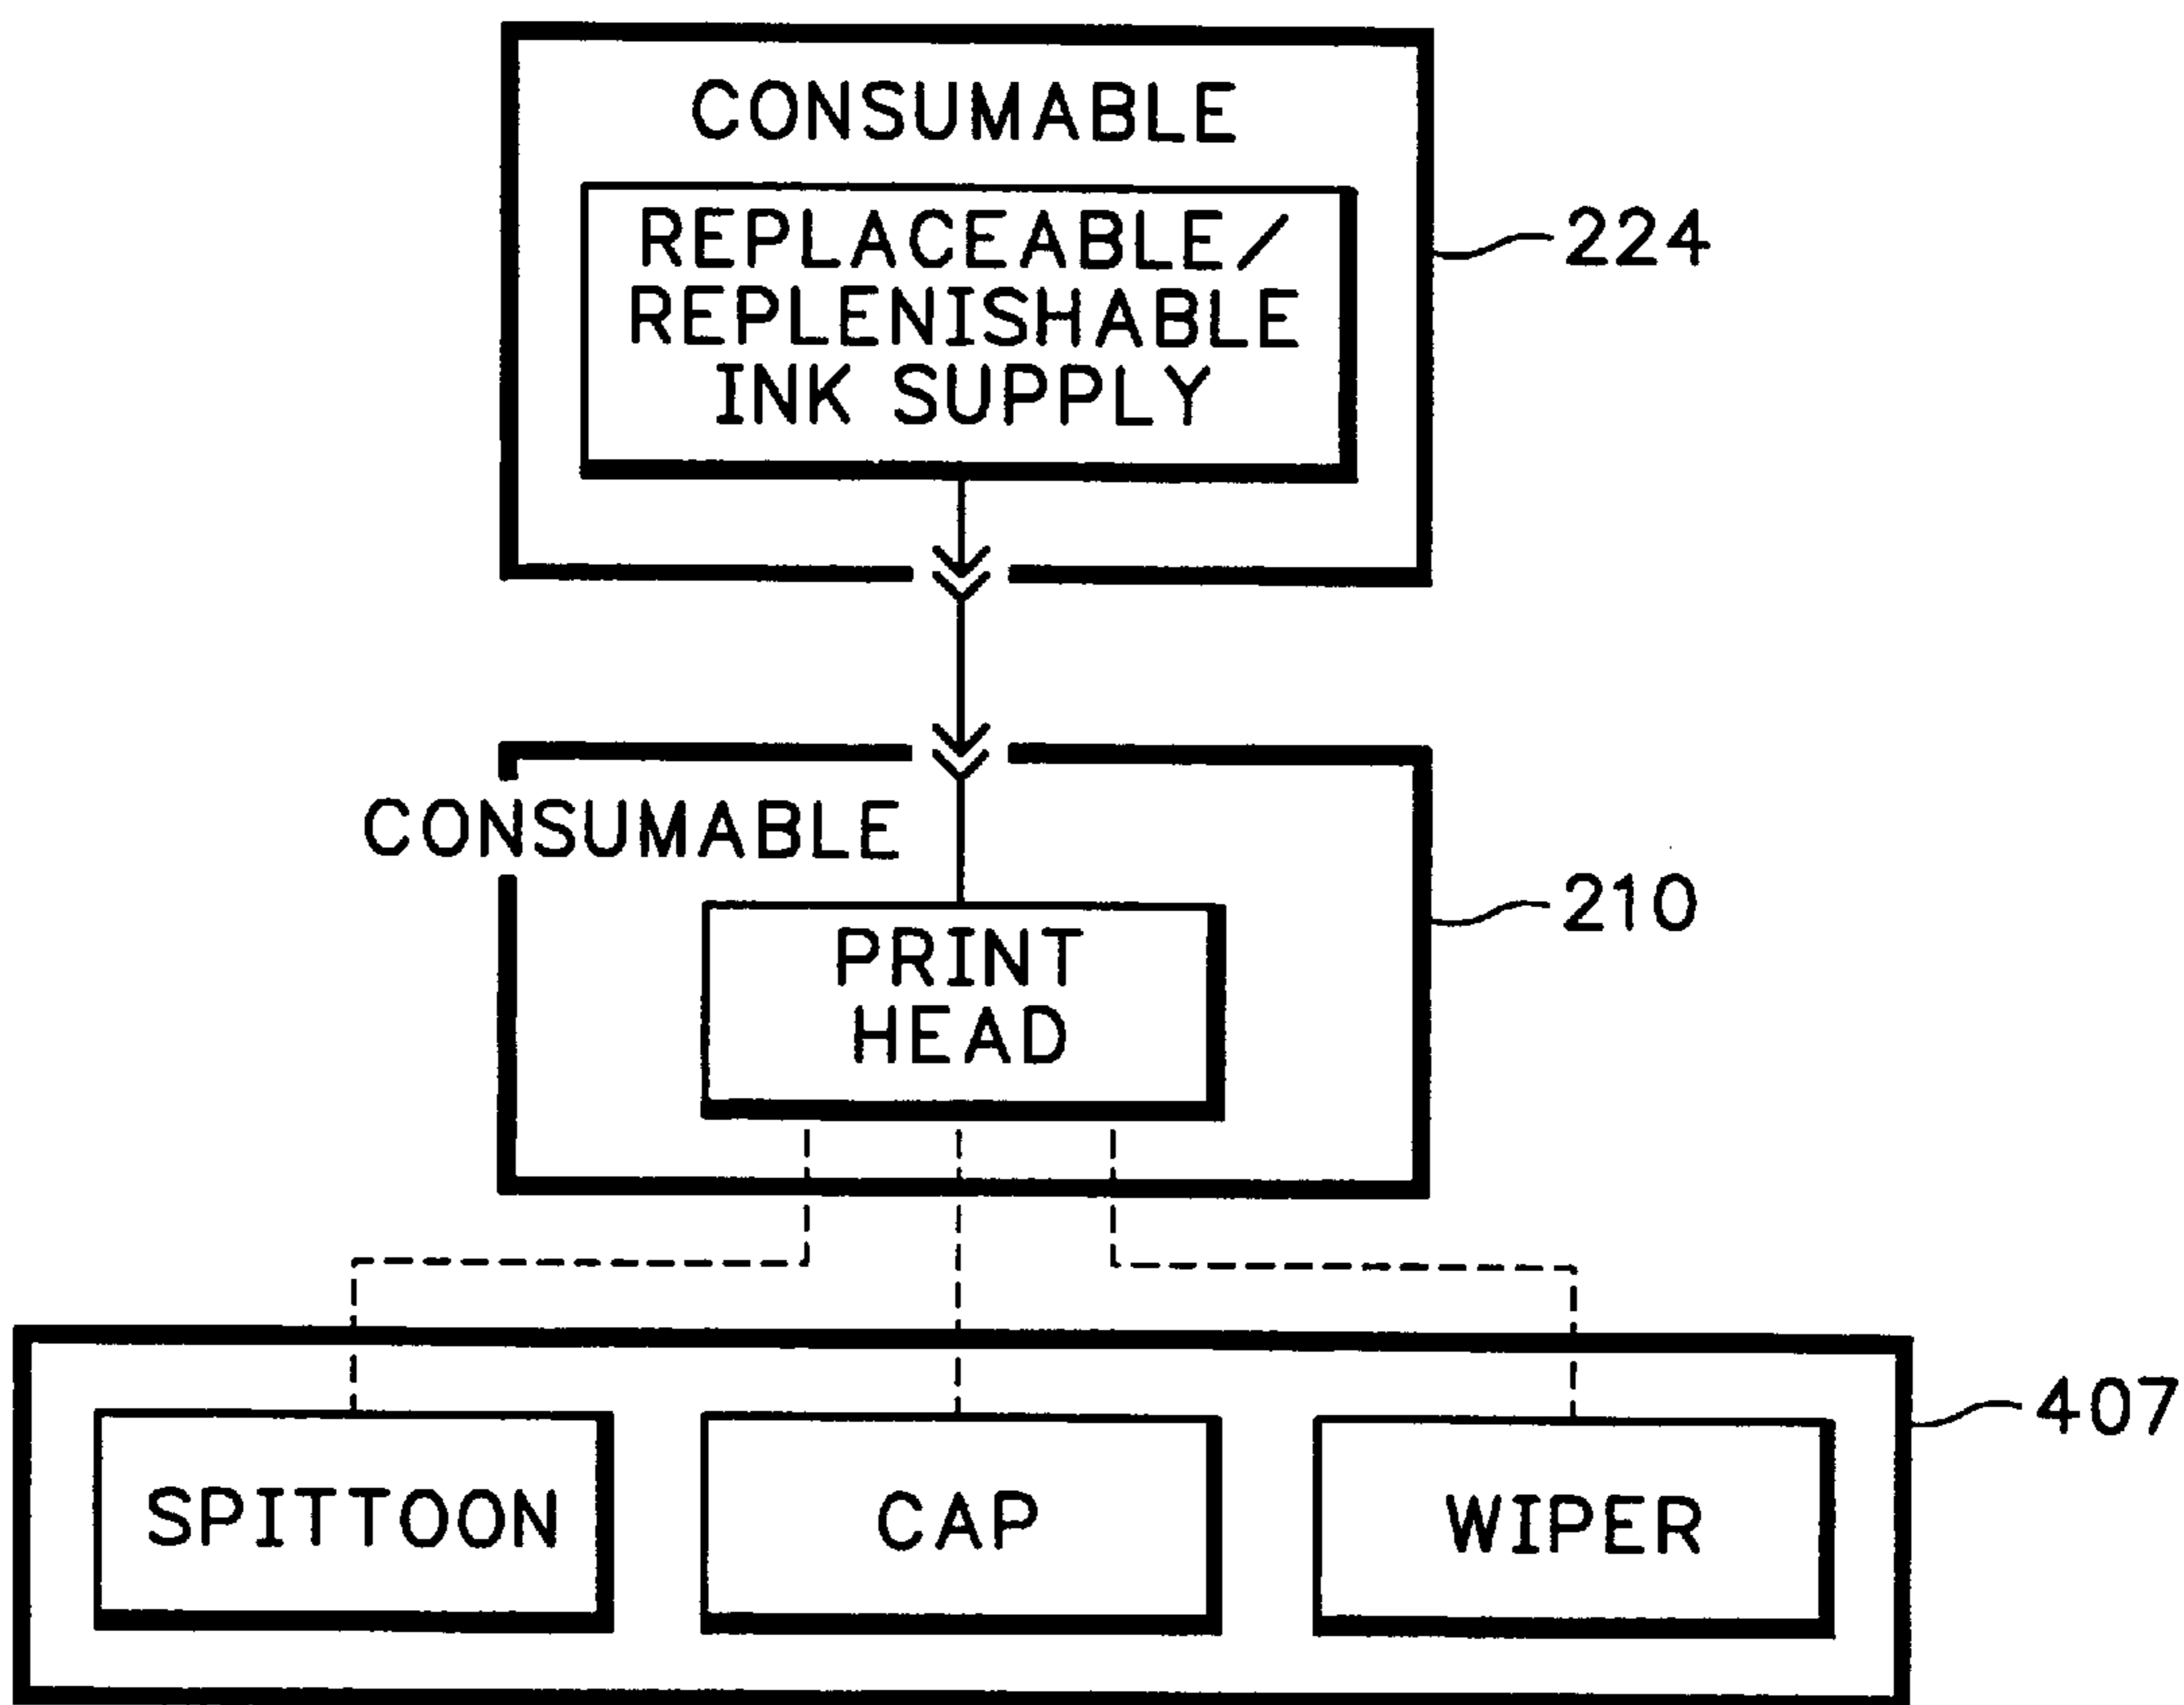 CONSUMABLE
REPLACEABLE/
REPLENISHABLE
INK SUPPLY
224
CONSUMABLE
210
PRINT
HEAD
407
SPITTOON
CAP
WIPER